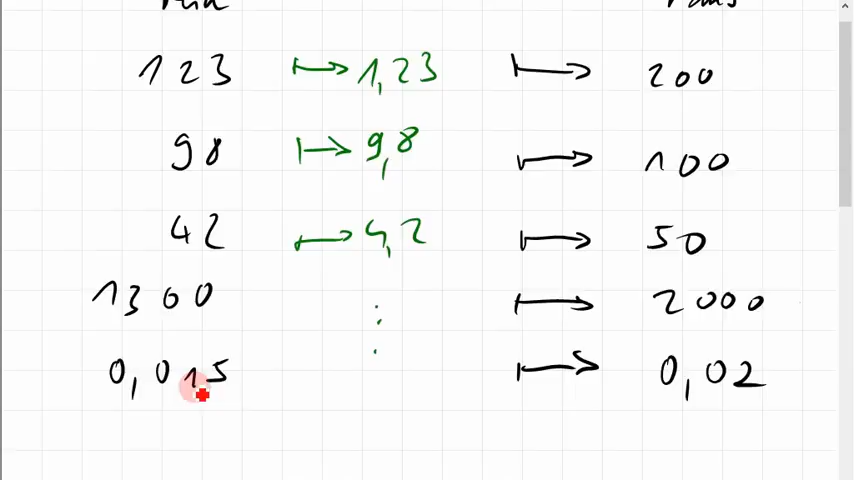 123 ↦ 1,23 ↦ 200
98 ↦ 9,8 ↦ 100
42 ↦ 4,2 ↦ 50
1300 ⋮ ↦ 2000
0,015 ↦ 0,02